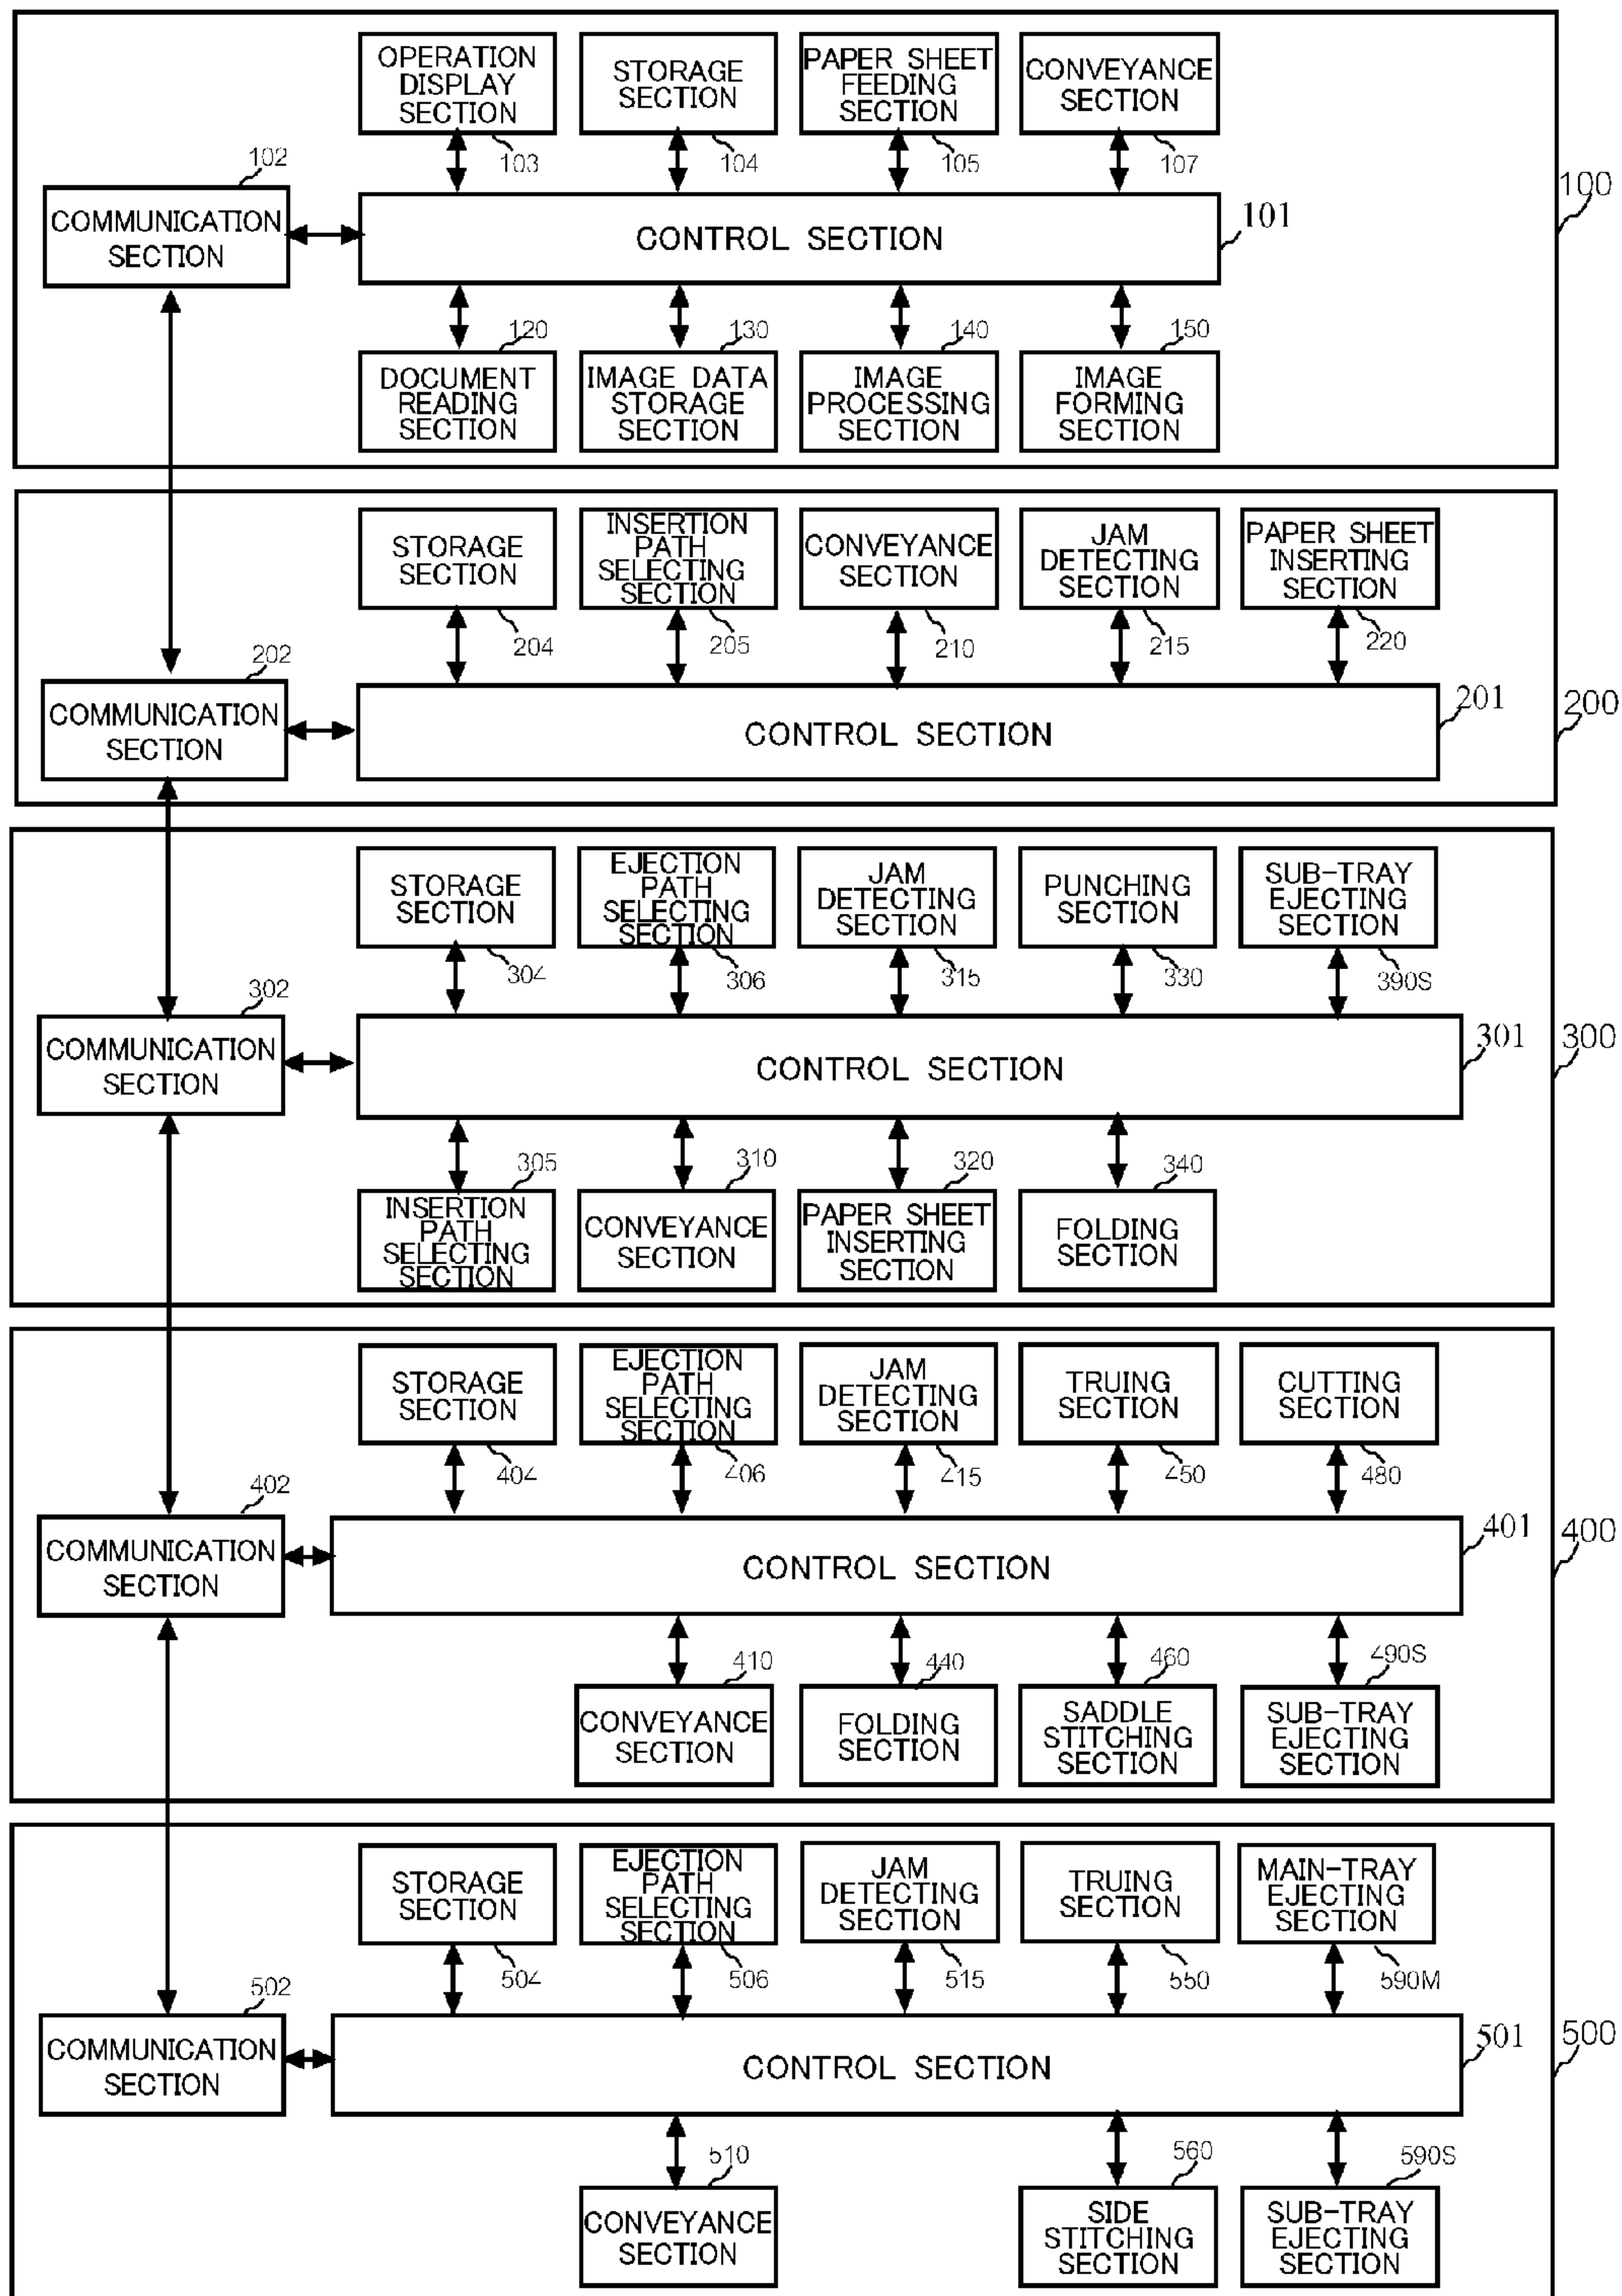 OPERATION
DISPLAY
SECTION
103
STORAGE
SECTION
104
PAPER SHEET
FEEDING
SECTION
105
CONVEYANCE
SECTION
107
102
COMMUNICATION
SECTION
CONTROL SECTION
101
100
120
DOCUMENT
READING
SECTION
130
IMAGE DATA
STORAGE
SECTION
140
IMAGE
PROCESSING
SECTION
150
IMAGE
FORMING
SECTION
STORAGE
SECTION
204
INSERTION
PATH
SELECTING
SECTION
205
CONVEYANCE
SECTION
210
JAM
DETECTING
SECTION
215
PAPER SHEET
INSERTING
SECTION
220
202
COMMUNICATION
SECTION
CONTROL SECTION
201
200
STORAGE
SECTION
304
EJECTION
PATH
SELECTING
SECTION
306
JAM
DETECTING
SECTION
315
PUNCHING
SECTION
330
SUB-TRAY
EJECTING
SECTION
390S
302
COMMUNICATION
SECTION
CONTROL SECTION
301
300
305
INSERTION
PATH
SELECTING
SECTION
310
CONVEYANCE
SECTION
320
PAPER SHEET
INSERTING
SECTION
340
FOLDING
SECTION
STORAGE
SECTION
404
EJECTION
PATH
SELECTING
SECTION
406
JAM
DETECTING
SECTION
415
TRUING
SECTION
450
CUTTING
SECTION
480
402
COMMUNICATION
SECTION
CONTROL SECTION
401
400
410
CONVEYANCE
SECTION
440
FOLDING
SECTION
460
SADDLE
STITCHING
SECTION
490S
SUB-TRAY
EJECTING
SECTION
STORAGE
SECTION
504
EJECTION
PATH
SELECTING
SECTION
506
JAM
DETECTING
SECTION
515
TRUING
SECTION
550
MAIN-TRAY
EJECTING
SECTION
590M
502
COMMUNICATION
SECTION
CONTROL SECTION
501
500
510
CONVEYANCE
SECTION
560
SIDE
STITCHING
SECTION
590S
SUB-TRAY
EJECTING
SECTION